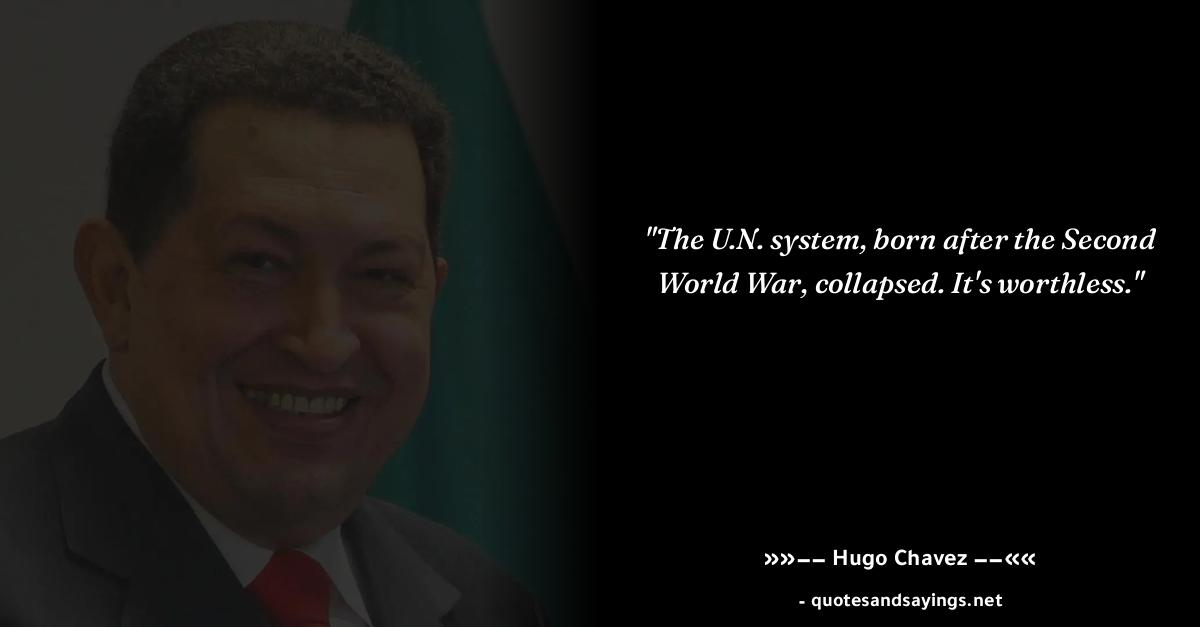 "The U.N. system, born after the Second
World War, collapsed. It's worthless."
»»−− Hugo Chavez −−««
- quotesandsayings.net